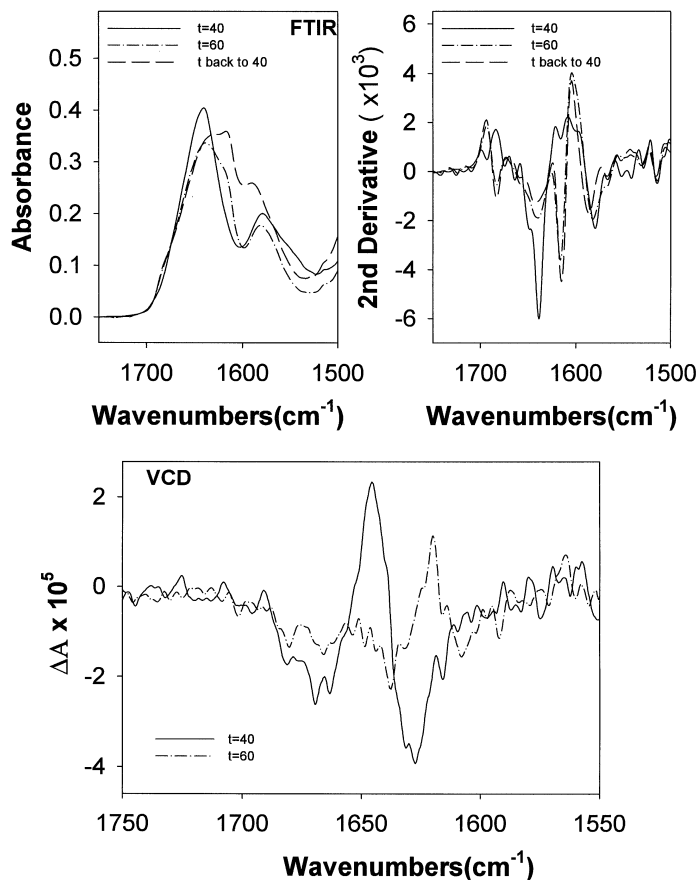 FTIR
t=40
t=60
t back to 40
0.5
0.4
0.3
0.2
0.1
0.0
Absorbance
1700
1600
1500
Wavenumbers(cm⁻¹)
t=40
t=60
t back to 40
6
4
2
0
-2
-4
-6
2nd Derivative ( x10³)
1700
1600
1500
Wavenumbers(cm⁻¹)
VCD
2
0
-2
-4
ΔA x 10⁵
t=40
t=60
1750
1700
1650
1600
1550
Wavenumbers(cm⁻¹)